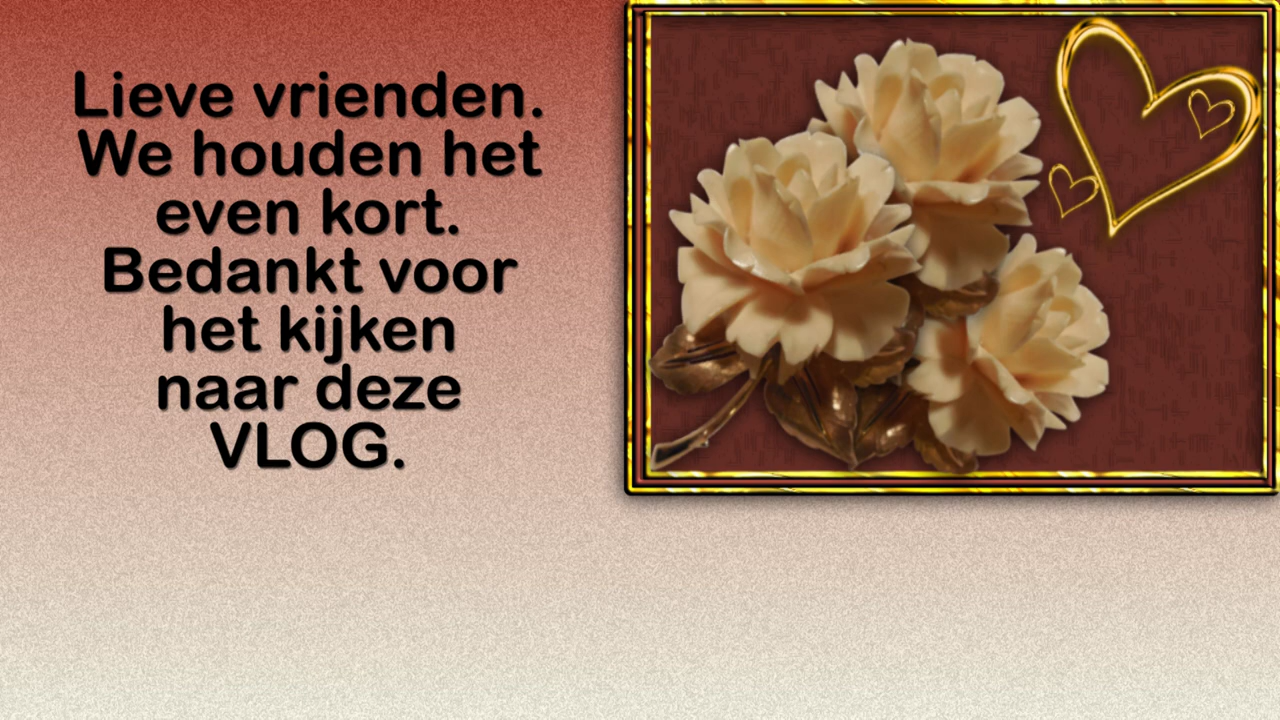 Lieve vrienden.
We houden het
even kort.
Bedankt voor
het kijken
naar deze
VLOG.